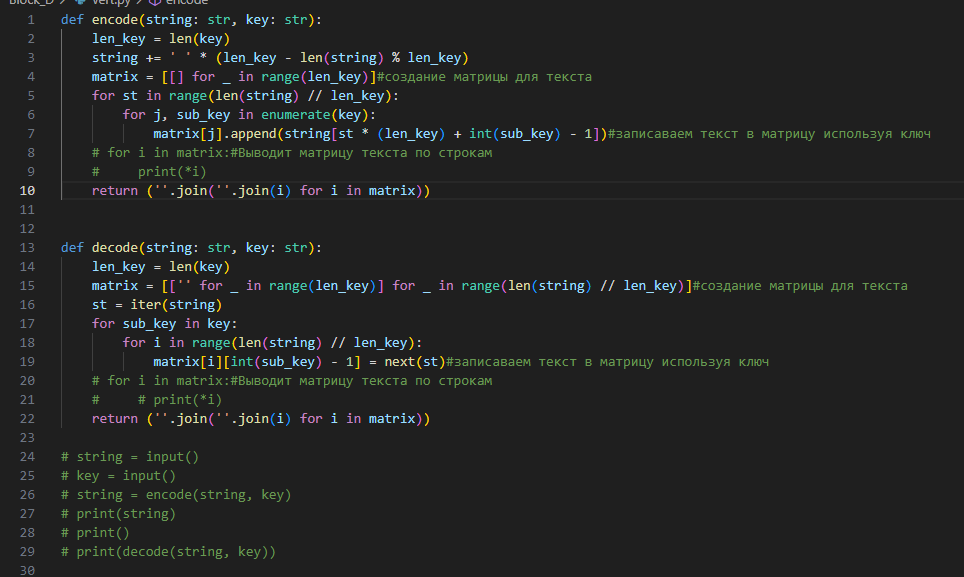 Block_D > vert.py > encode
1 def encode(string: str, key: str):
2     len_key = len(key)
3     string += ' ' * (len_key - len(string) % len_key)
4     matrix = [[] for _ in range(len_key)]#создание матрицы для текста
5     for st in range(len(string) // len_key):
6         for j, sub_key in enumerate(key):
7             matrix[j].append(string[st * (len_key) + int(sub_key) - 1])#записаваем текст в матрицу используя ключ
8     # for i in matrix:#Выводит матрицу текста по строкам
9     #     print(*i)
10     return (''.join(''.join(i) for i in matrix))
11
12
13 def decode(string: str, key: str):
14     len_key = len(key)
15     matrix = [['' for _ in range(len_key)] for _ in range(len(string) // len_key)]#создание матрицы для текста
16     st = iter(string)
17     for sub_key in key:
18         for i in range(len(string) // len_key):
19             matrix[i][int(sub_key) - 1] = next(st)#записаваем текст в матрицу используя ключ
20     # for i in matrix:#Выводит матрицу текста по строкам
21     #     # print(*i)
22     return (''.join(''.join(i) for i in matrix))
23
24 # string = input()
25 # key = input()
26 # string = encode(string, key)
27 # print(string)
28 # print()
29 # print(decode(string, key))
30